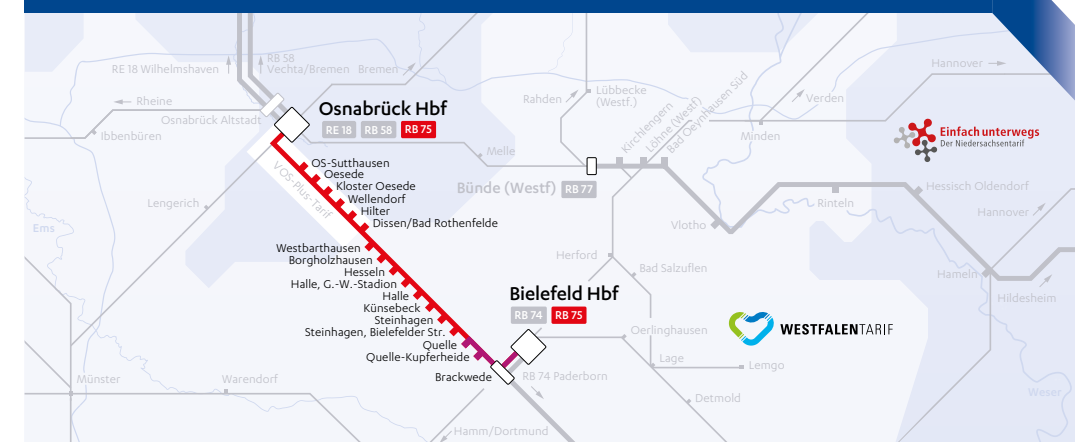 RE 18 Wilhelmshaven
RB 58
Vechta/Bremen
Bremen
Rheine
Osnabrück Altstadt
Ibbenbüren
Osnabrück Hbf
RE 18
RB 58
RB 75
Rahden
Lübbecke
(Westf.)
Kirchlengern
Löhne (Westf)
Bad Oeynhausen Süd
Hannover
Verden
Minden
Einfach unterwegs
Der Niedersachsentarif
Melle
Bünde (Westf)
RB 77
VOS-Plus-Tarif
OS-Sutthausen
Oesede
Kloster Oesede
Wellendorf
Hilter
Dissen/Bad Rothenfelde
Lengerich
Ems
Westbarthausen
Borgholzhausen
Hesseln
Halle, G.-W.-Stadion
Halle
Künsebeck
Steinhagen
Steinhagen, Bielefelder Str.
Quelle
Quelle-Kupferheide
Brackwede
Bielefeld Hbf
RB 74
RB 75
RB 74 Paderborn
Herford
Bad Salzuflen
Vlotho
Rinteln
Hessisch Oldendorf
Hannover
Hameln
Hildesheim
Oerlinghausen
Lage
Lemgo
Detmold
WESTFALENTARIF
Weser
Münster
Warendorf
Hamm/Dortmund